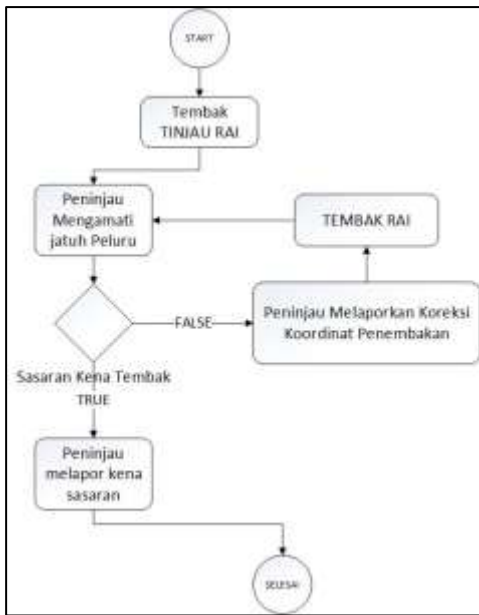 START
Tembak
TINJAU RAI
Peninjau
Mengamati
jatuh Peluru
TEMBAK RAI
FALSE
Peninjau Melaporkan Koreksi
Koordinat Penembakan
Sasaran Kena Tembak
TRUE
Peninjau
melapor kena
sasaran
SELESAI